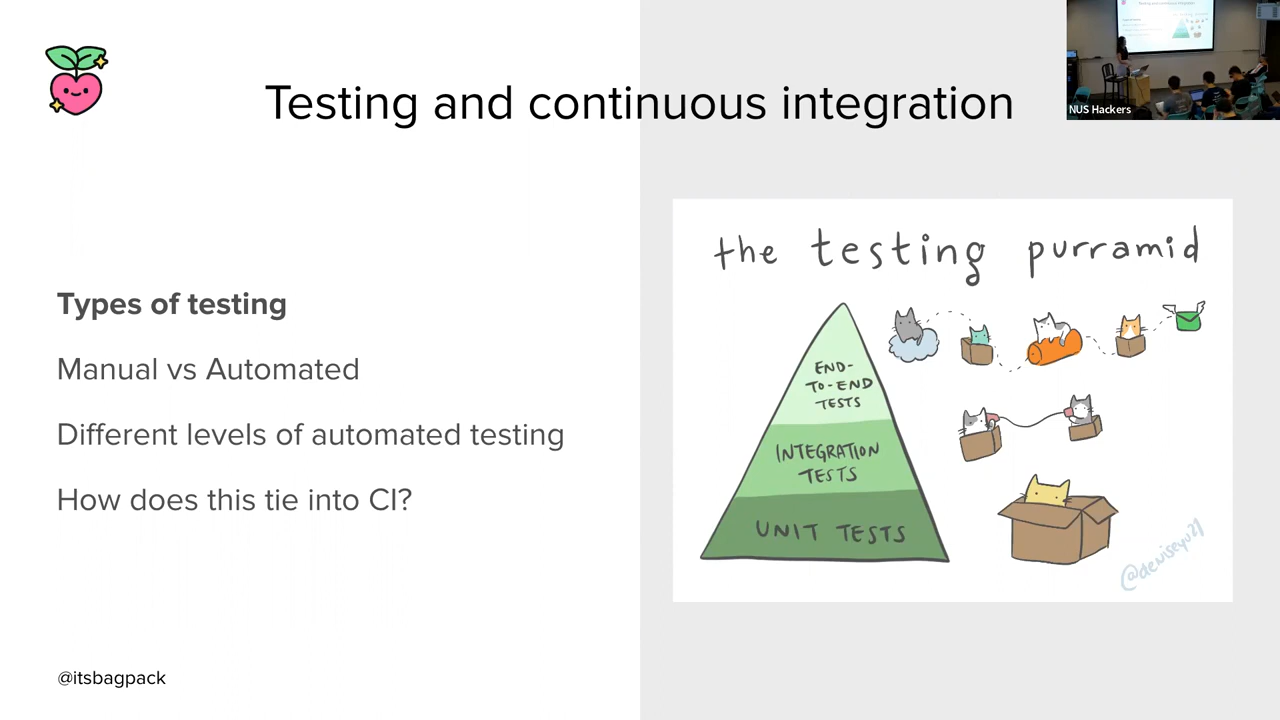 Testing and continuous integration
NUS Hackers
Types of testing
Manual vs Automated
Different levels of automated testing
How does this tie into CI?
the testing purramid
END-
TO-END
TESTS
INTEGRATION
TESTS
UNIT TESTS
@deniseyu21
@itsbagpack